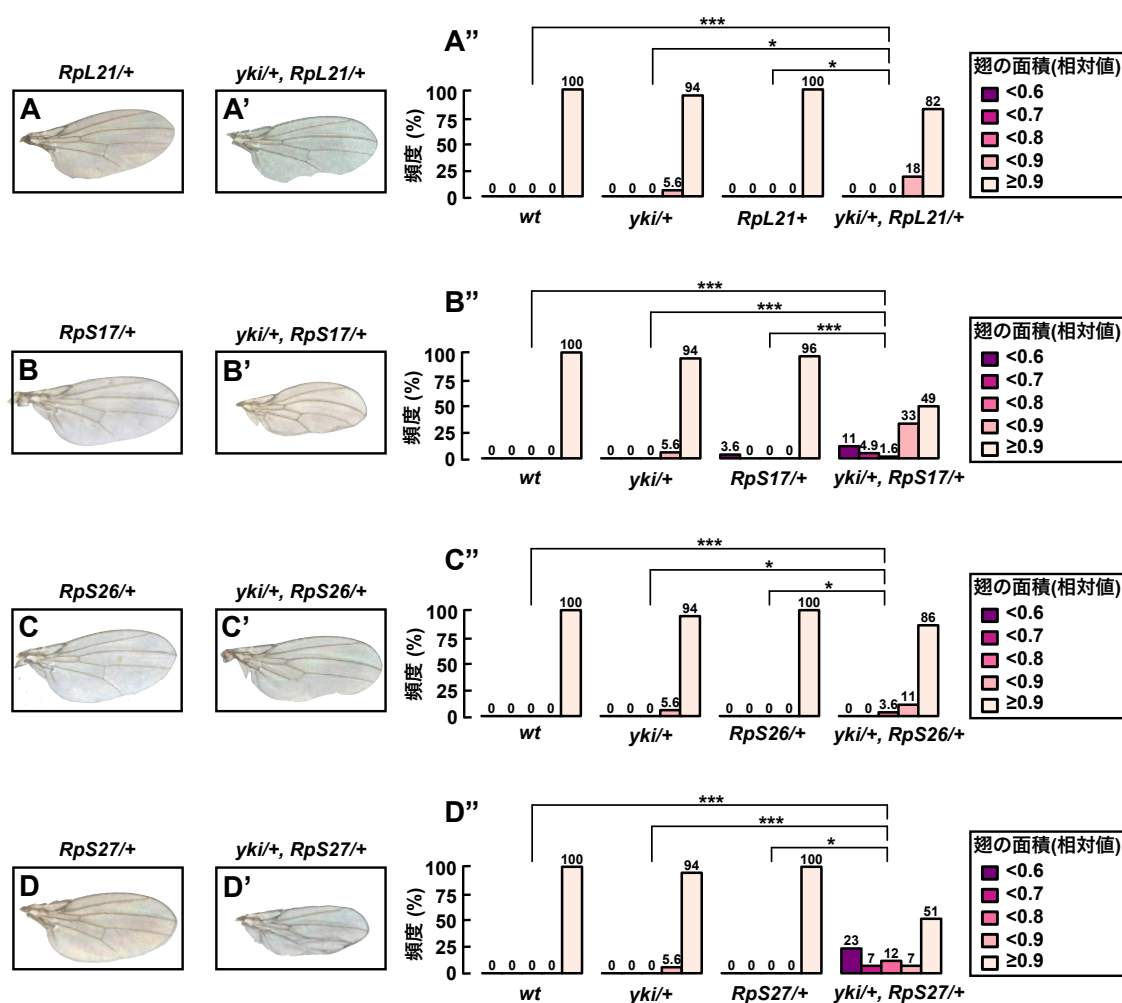 RpL21/+
yki/+, RpL21/+
A
A’
A”
***
*
*
頻度 (%)
100
75
50
25
0
0 0 0 0 100
0 0 0 5.6 94
0 0 0 0 100
0 0 0 18 82
wt
yki/+
RpL21+
yki/+, RpL21/+
翅の面積(相対値)
<0.6
<0.7
<0.8
<0.9
≥0.9
RpS17/+
yki/+, RpS17/+
B
B’
B”
***
***
***
頻度 (%)
100
75
50
25
0
0 0 0 0 100
0 0 0 5.6 94
3.6 0 0 0 96
11 4.9 1.6 33 49
wt
yki/+
RpS17/+
yki/+, RpS17/+
翅の面積(相対値)
<0.6
<0.7
<0.8
<0.9
≥0.9
RpS26/+
yki/+, RpS26/+
C
C’
C”
***
*
*
頻度 (%)
100
75
50
25
0
0 0 0 0 100
0 0 0 5.6 94
0 0 0 0 100
0 0 3.6 11 86
wt
yki/+
RpS26/+
yki/+, RpS26/+
翅の面積(相対値)
<0.6
<0.7
<0.8
<0.9
≥0.9
RpS27/+
yki/+, RpS27/+
D
D’
D”
***
***
*
頻度 (%)
100
75
50
25
0
0 0 0 0 100
0 0 0 5.6 94
0 0 0 0 100
23 7 12 7 51
wt
yki/+
RpS27/+
yki/+, RpS27/+
翅の面積(相対値)
<0.6
<0.7
<0.8
<0.9
≥0.9